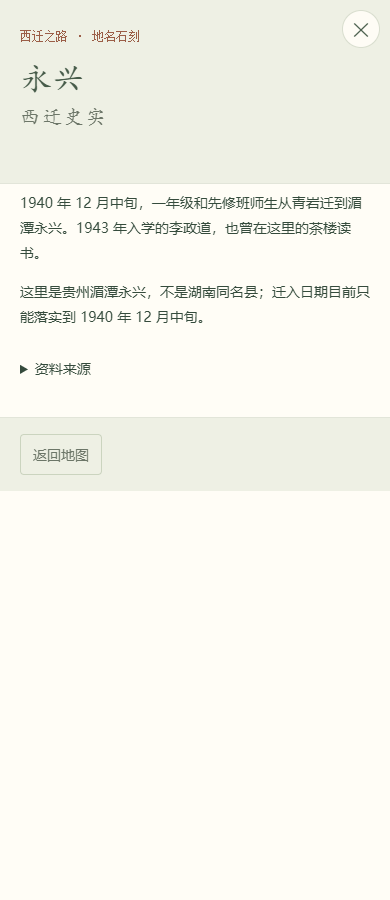 西迁之路 · 地名石刻
永兴
西迁史实
1940 年 12 月中旬，一年级和先修班师生从青岩迁到湄
潭永兴。1943 年入学的李政道，也曾在这里的茶楼读
书。
这里是贵州湄潭永兴，不是湖南同名县；迁入日期目前只
能落实到 1940 年 12 月中旬。
▶ 资料来源
返回地图